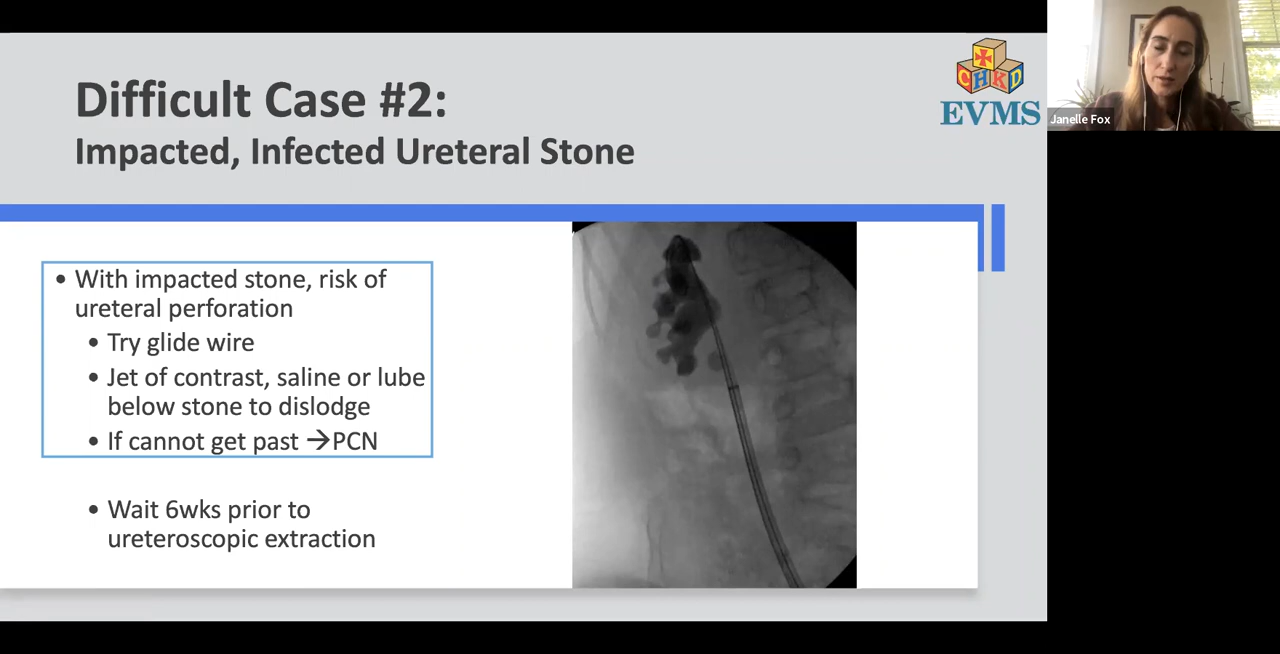 Difficult Case #2:
Impacted, Infected Ureteral Stone
CHKD
EVMS
Janelle Fox
• With impacted stone, risk of
ureteral perforation
• Try glide wire
• Jet of contrast, saline or lube
below stone to dislodge
• If cannot get past →PCN
• Wait 6wks prior to
ureteroscopic extraction